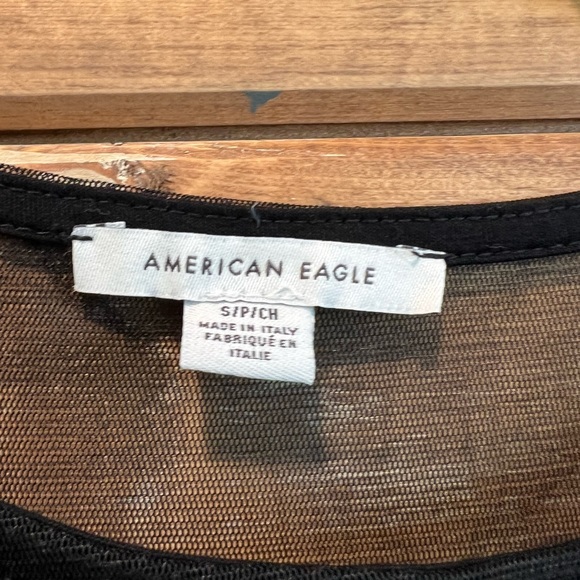 AMERICAN EAGLE
S/P/CH
MADE IN ITALY
FABRIQUÉ EN
ITALIE